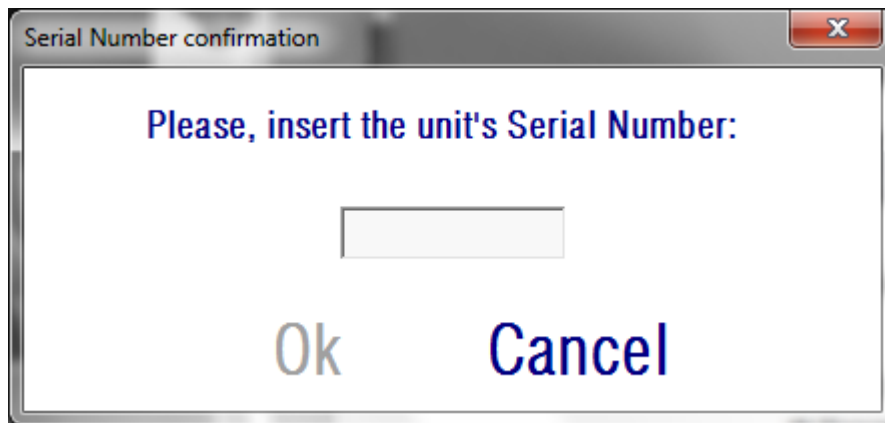 Serial Number confirmation
Please, insert the unit's Serial Number:
Ok Cancel